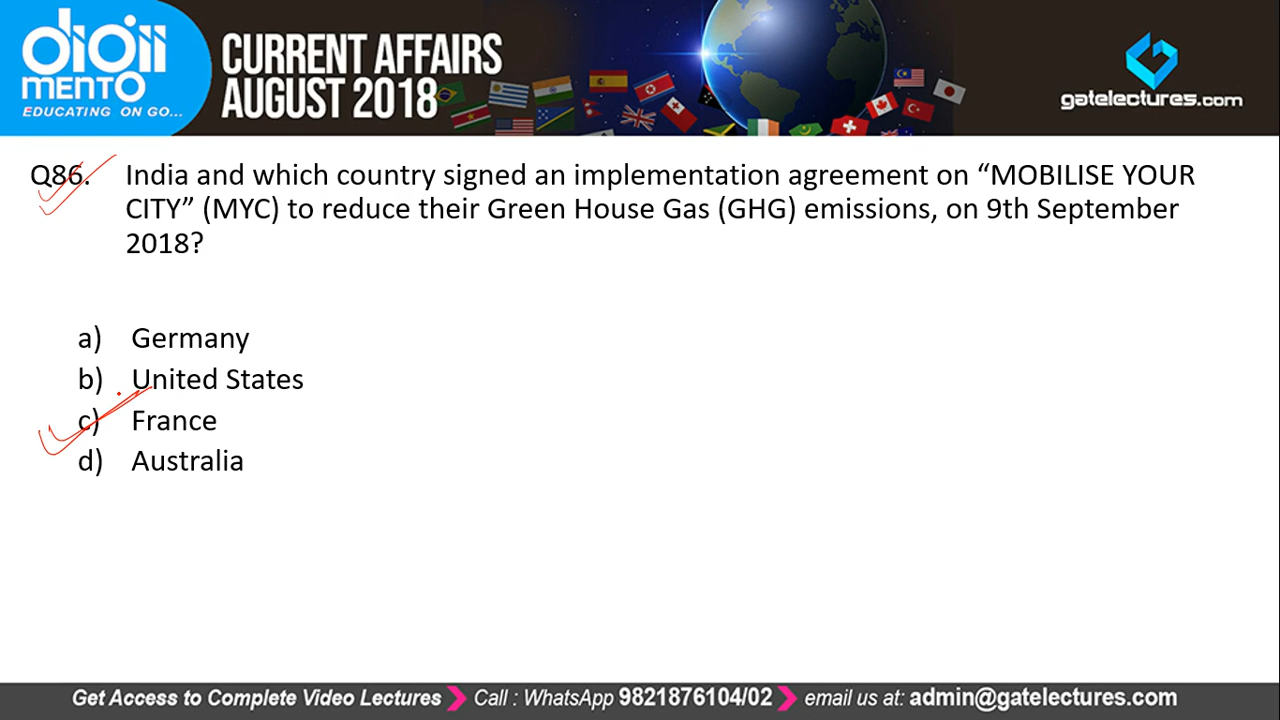 digii
MENTO
EDUCATING ON GO...
CURRENT AFFAIRS
AUGUST 2018
gatelectures.com
Q86. India and which country signed an implementation agreement on “MOBILISE YOUR
CITY” (MYC) to reduce their Green House Gas (GHG) emissions, on 9th September
2018?
a) Germany
b) United States
c) France
d) Australia
Get Access to Complete Video Lectures Call : WhatsApp 9821876104/02 email us at: admin@gatelectures.com